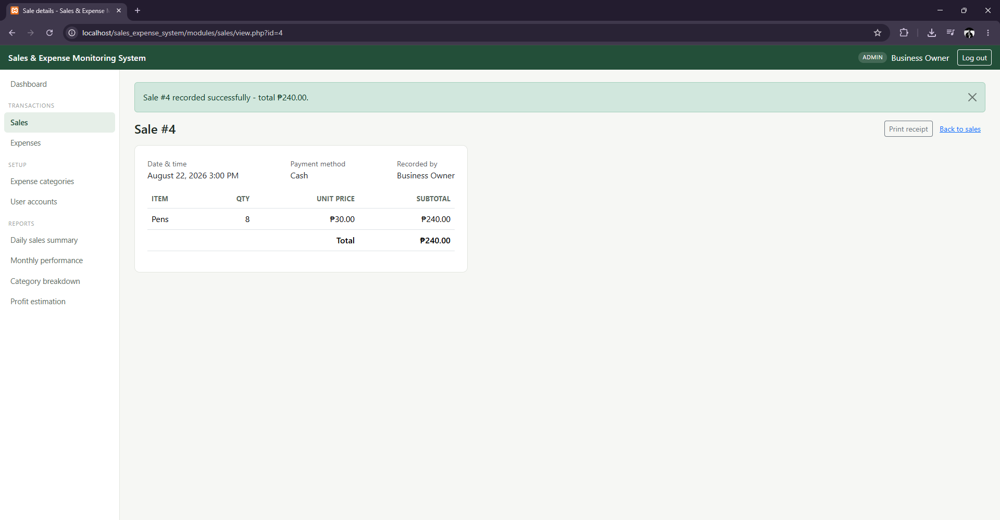 Sale details - Sales & Expense
localhost/sales_expense_system/modules/sales/view.php?id=4
Sales & Expense Monitoring System
ADMIN Business Owner Log out
Dashboard
TRANSACTIONS
Sales
Expenses
SETUP
Expense categories
User accounts
REPORTS
Daily sales summary
Monthly performance
Category breakdown
Profit estimation
Sale #4 recorded successfully - total ₱240.00.
Sale #4
Print receipt Back to sales
Date & time Payment method Recorded by
August 22, 2026 3:00 PM Cash Business Owner
ITEM QTY UNIT PRICE SUBTOTAL
Pens 8 ₱30.00 ₱240.00
Total ₱240.00